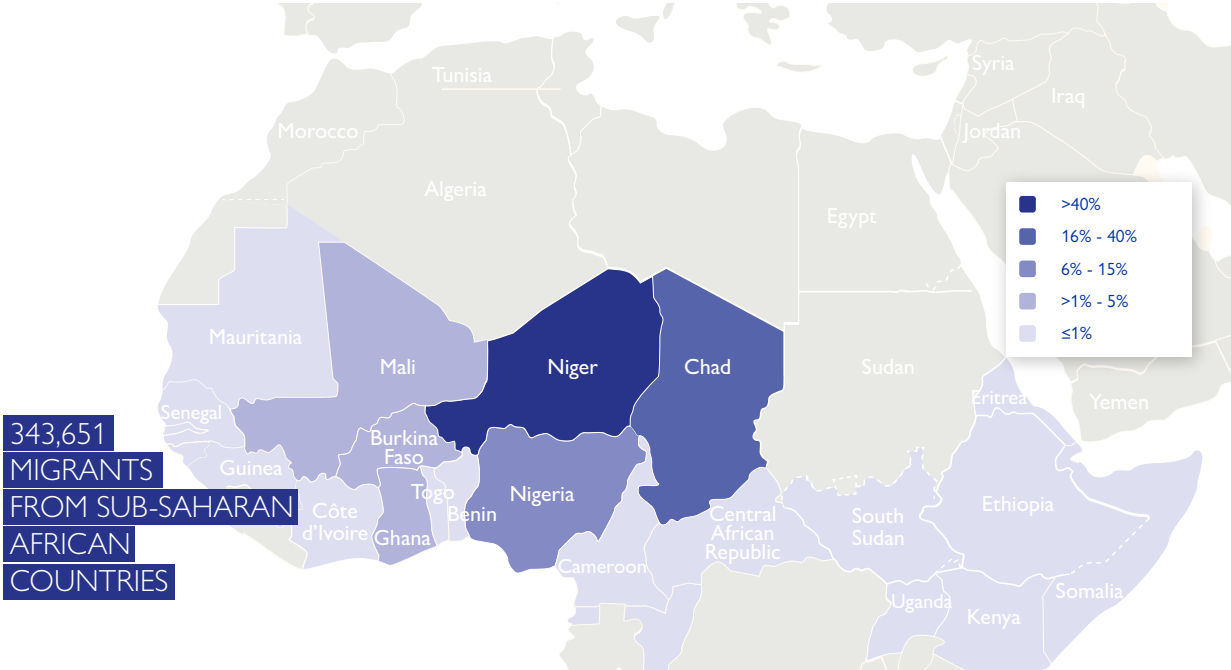 Tunisia
Syria
Iraq
Morocco
Jordan
Algeria
Egypt
>40%
16% - 40%
6% - 15%
>1% - 5%
≤1%
Mauritania
Mali
Niger
Chad
Sudan
Eritrea
Yemen
Senegal
343,651
MIGRANTS
FROM SUB-SAHARAN
AFRICAN
COUNTRIES
Burkina
Faso
Guinea
Togo
Nigeria
Benin
Côte
d'Ivoire
Ghana
Central
African
Republic
South
Sudan
Ethiopia
Cameroon
Uganda
Kenya
Somalia